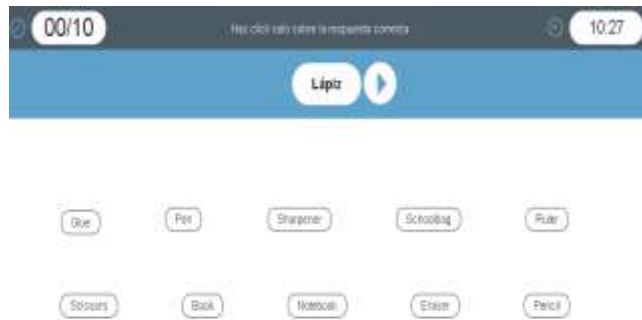 00/10
Haz click solo sobre la respuesta correcta
10:27
Lápiz
Glue
Pen
Sharpener
Schoolbag
Ruler
Scissors
Book
Notebook
Eraser
Pencil